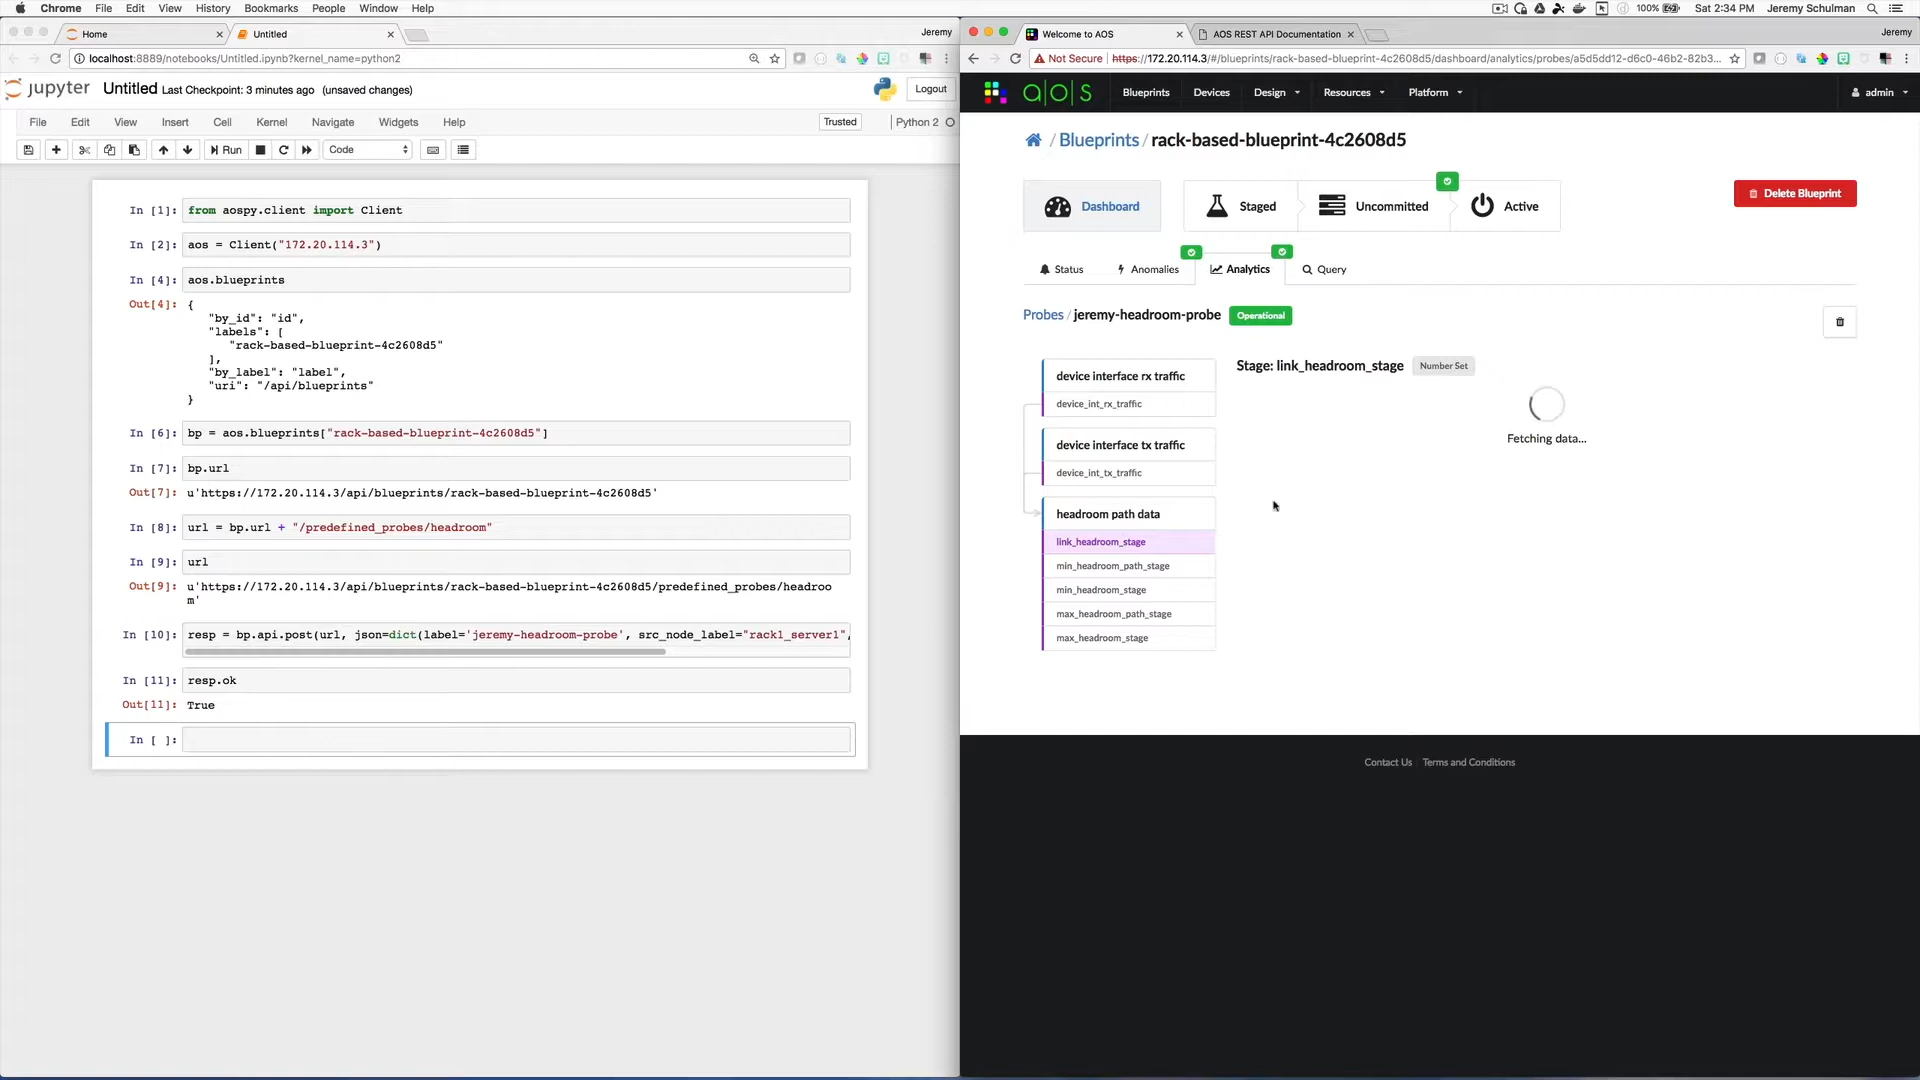 Chrome File Edit View History Bookmarks People Window Help
100% Sat 2:34 PM Jeremy Schulman
Home
Untitled
Jeremy
localhost:8889/notebooks/Untitled.ipynb?kernel_name=python2
jupyter Untitled Last Checkpoint: 3 minutes ago (unsaved changes)
Logout
File Edit View Insert Cell Kernel Navigate Widgets Help
Trusted
Python 2
Run
Code
In [1]: from aospy.client import Client
In [2]: aos = Client("172.20.114.3")
In [4]: aos.blueprints
Out[4]: {
"by_id": "id",
"labels": [
"rack-based-blueprint-4c2608d5"
],
"by_label": "label",
"uri": "/api/blueprints"
}
In [6]: bp = aos.blueprints["rack-based-blueprint-4c2608d5"]
In [7]: bp.url
Out[7]: u'https://172.20.114.3/api/blueprints/rack-based-blueprint-4c2608d5'
In [8]: url = bp.url + "/predefined_probes/headroom"
In [9]: url
Out[9]: u'https://172.20.114.3/api/blueprints/rack-based-blueprint-4c2608d5/predefined_probes/headroo
m'
In [10]: resp = bp.api.post(url, json=dict(label='jeremy-headroom-probe', src_node_label="rack1_server1",
In [11]: resp.ok
Out[11]: True
In [ ]:
Welcome to AOS
AOS REST API Documentation
Jeremy
Not Secure https://172.20.114.3/#/blueprints/rack-based-blueprint-4c2608d5/dashboard/analytics/probes/a5d5dd12-d6c0-46b2-82b3...
a|o|s Blueprints Devices Design Resources Platform
admin
/ Blueprints / rack-based-blueprint-4c2608d5
Dashboard
Staged
Uncommitted
Active
Delete Blueprint
Status
Anomalies
Analytics
Query
Probes / jeremy-headroom-probe Operational
device interface rx traffic
device_int_rx_traffic
device interface tx traffic
device_int_tx_traffic
headroom path data
link_headroom_stage
min_headroom_path_stage
min_headroom_stage
max_headroom_path_stage
max_headroom_stage
Stage: link_headroom_stage Number Set
Fetching data...
Contact Us Terms and Conditions